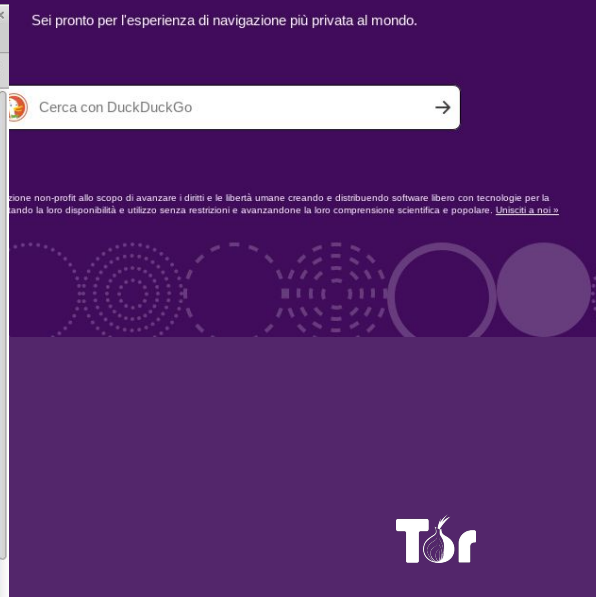 Sei pronto per l'esperienza di navigazione più privata al mondo.
Cerca con DuckDuckGo
zione non-profit allo scopo di avanzare i diritti e le libertà umane creando e distribuendo software libero con tecnologie per la
tando la loro disponibilità e utilizzo senza restrizioni e avanzandone la loro comprensione scientifica e popolare. Unisciti a noi »
Tor